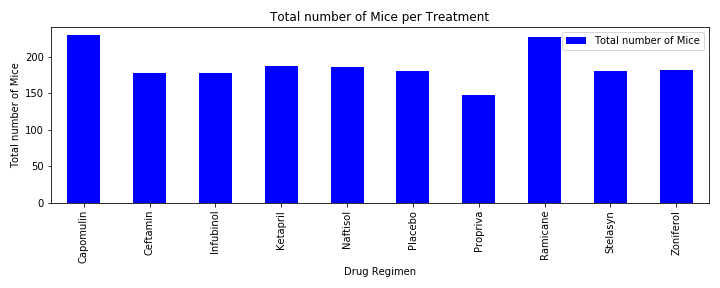 Total number of Mice per Treatment
Total number of Mice
200
150
100
50
0
Total number of Mice
Capomulin
Ceftamin
Infubinol
Ketapril
Naftisol
Placebo
Propriva
Ramicane
Stelasyn
Zoniferol
Drug Regimen